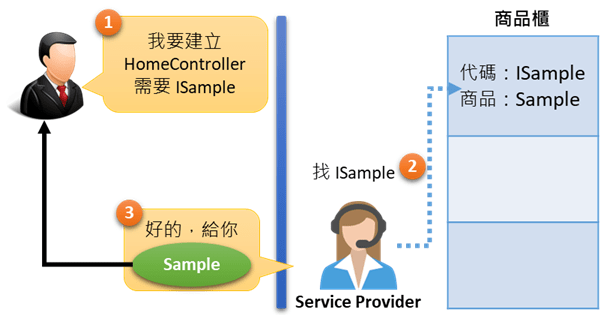 1
我要建立
HomeController
需要 ISample
商品櫃
代碼：ISample
商品：Sample
找 ISample
2
3
好的，給你
Sample
Service Provider